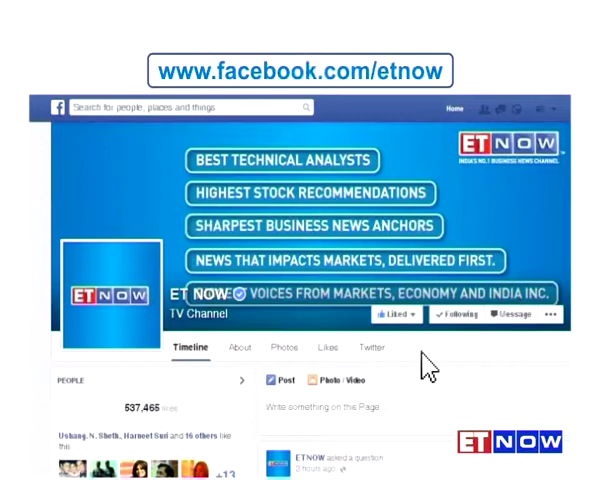 www.facebook.com/etnow
Search for people, places and things
Home
ET NOW
INDIA'S NO.1 BUSINESS NEWS CHANNEL
BEST TECHNICAL ANALYSTS
HIGHEST STOCK RECOMMENDATIONS
SHARPEST BUSINESS NEWS ANCHORS
NEWS THAT IMPACTS MARKETS, DELIVERED FIRST.
VOICES FROM MARKETS, ECONOMY AND INDIA INC.
ET NOW
ET NOW
TV Channel
Liked
Following
Message
Timeline
About
Photos
Likes
Twitter
PEOPLE
537,465 likes
Ushang. N. Sheth, Harneet Suri and 16 others like
this
+13
Post
Photo / Video
Write something on this Page
ETNOW asked a question
2 hours ago
ET NOW